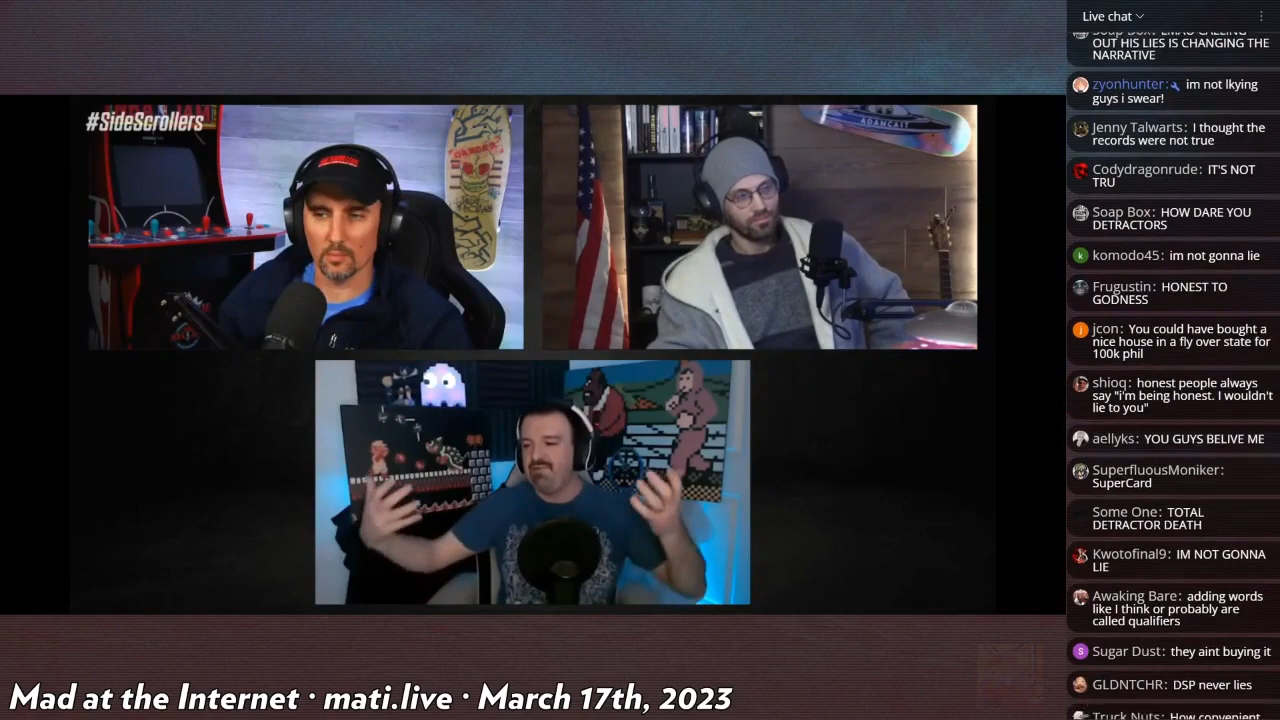 Live chat
Soap Box: LMAO CALLING
OUT HIS LIES IS CHANGING THE
NARRATIVE
zyonhunter: im not lkying
guys i swear!
Jenny Talwarts: I thought the
records were not true
Codydragonrude: IT'S NOT
TRU
Soap Box: HOW DARE YOU
DETRACTORS
komodo45: im not gonna lie
Frugustin: HONEST TO
GODNESS
jcon: You could have bought a
nice house in a fly over state for
100k phil
shioq: honest people always
say "i'm being honest. I wouldn't
lie to you"
aellyks: YOU GUYS BELIVE ME
SuperfluousMoniker:
SuperCard
Some One: TOTAL
DETRACTOR DEATH
Kwotofinal9: IM NOT GONNA
LIE
Awaking Bare: adding words
like I think or probably are
called qualifiers
Sugar Dust: they aint buying it
GLDNTCHR: DSP never lies
Truck Nuts: How convenient
#SideScrollers
ADAMCAST
DANGER
Mad at the Internet · mati.live · March 17th, 2023